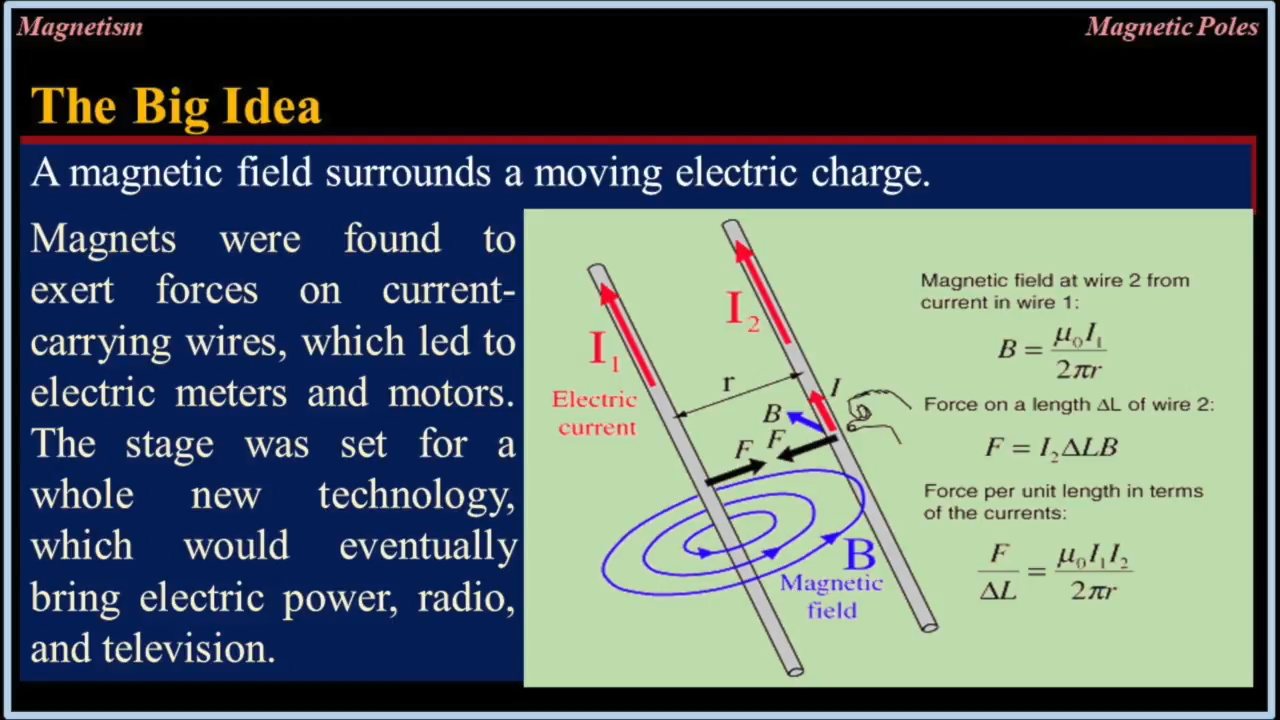 Magnetism
Magnetic Poles
The Big Idea
A magnetic field surrounds a moving electric charge.
Magnets were found to
exert forces on current-
carrying wires, which led to
electric meters and motors.
The stage was set for a
whole new technology,
which would eventually
bring electric power, radio,
and television.
I₁
Electric
current
I₂
r
I
B
F
F
B
Magnetic
field
Magnetic field at wire 2 from
current in wire 1:
B = μ₀I₁ / 2πr
Force on a length ΔL of wire 2:
F = I₂ΔLB
Force per unit length in terms
of the currents:
F / ΔL = μ₀I₁I₂ / 2πr